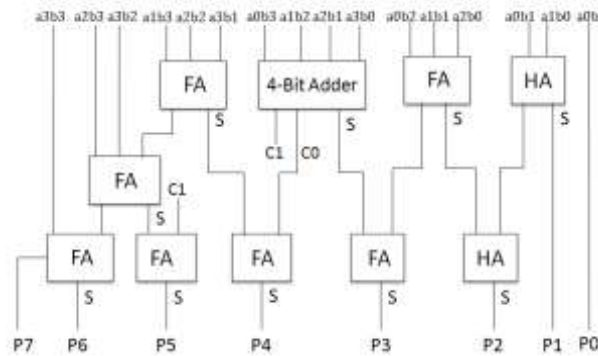 a3b3 a2b3 a3b2 a1b3 a2b2 a3b1 a0b3 a1b2 a2b1 a3b0 a0b2 a1b1 a2b0 a0b1 a1b0 a0b
FA 4-Bit Adder FA HA
S S S S
C1 C0
FA C1
S
FA FA FA FA HA
S S S S S
P7 P6 P5 P4 P3 P2 P1 P0